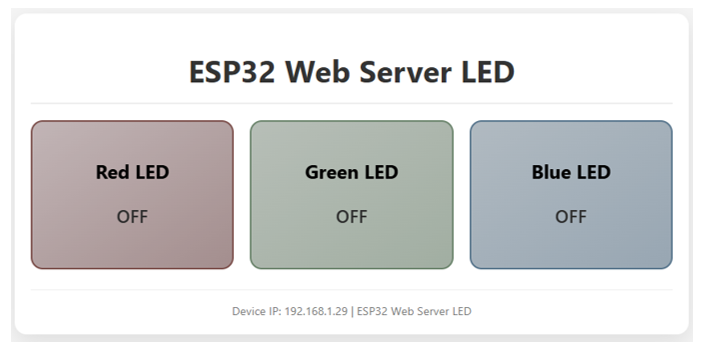 ESP32 Web Server LED
Red LED
OFF
Green LED
OFF
Blue LED
OFF
Device IP: 192.168.1.29 | ESP32 Web Server LED